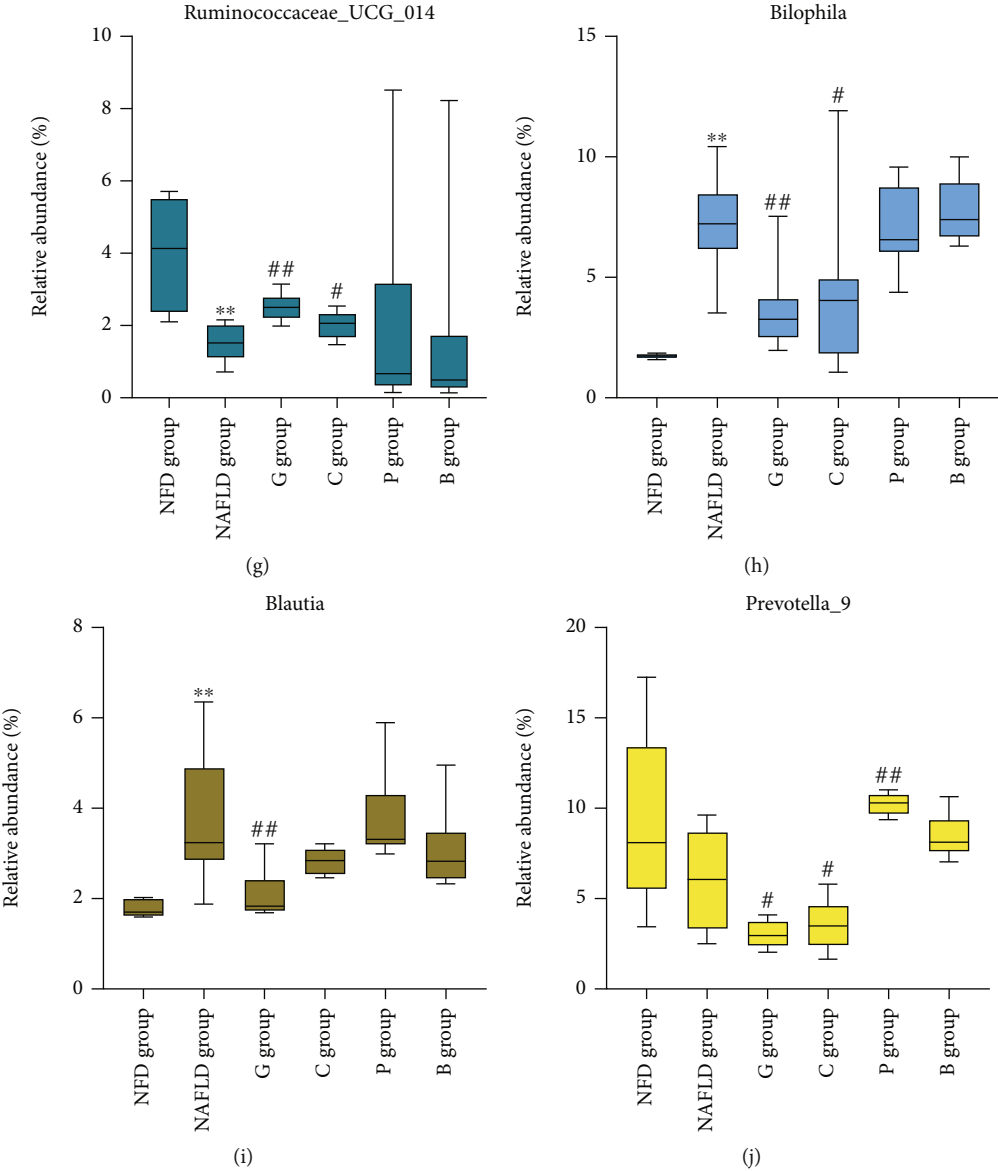 Ruminococcaceae_UCG_014
Relative abundance (%)
10
8
6
4
2
0
**
##
#
NFD group
NAFLD group
G group
C group
P group
B group
(g)
Bilophila
Relative abundance (%)
15
10
5
0
**
##
#
NFD group
NAFLD group
G group
C group
P group
B group
(h)
Blautia
Relative abundance (%)
8
6
4
2
0
**
##
NFD group
NAFLD group
G group
C group
P group
B group
(i)
Prevotella_9
Relative abundance (%)
20
15
10
5
0
#
#
##
NFD group
NAFLD group
G group
C group
P group
B group
(j)